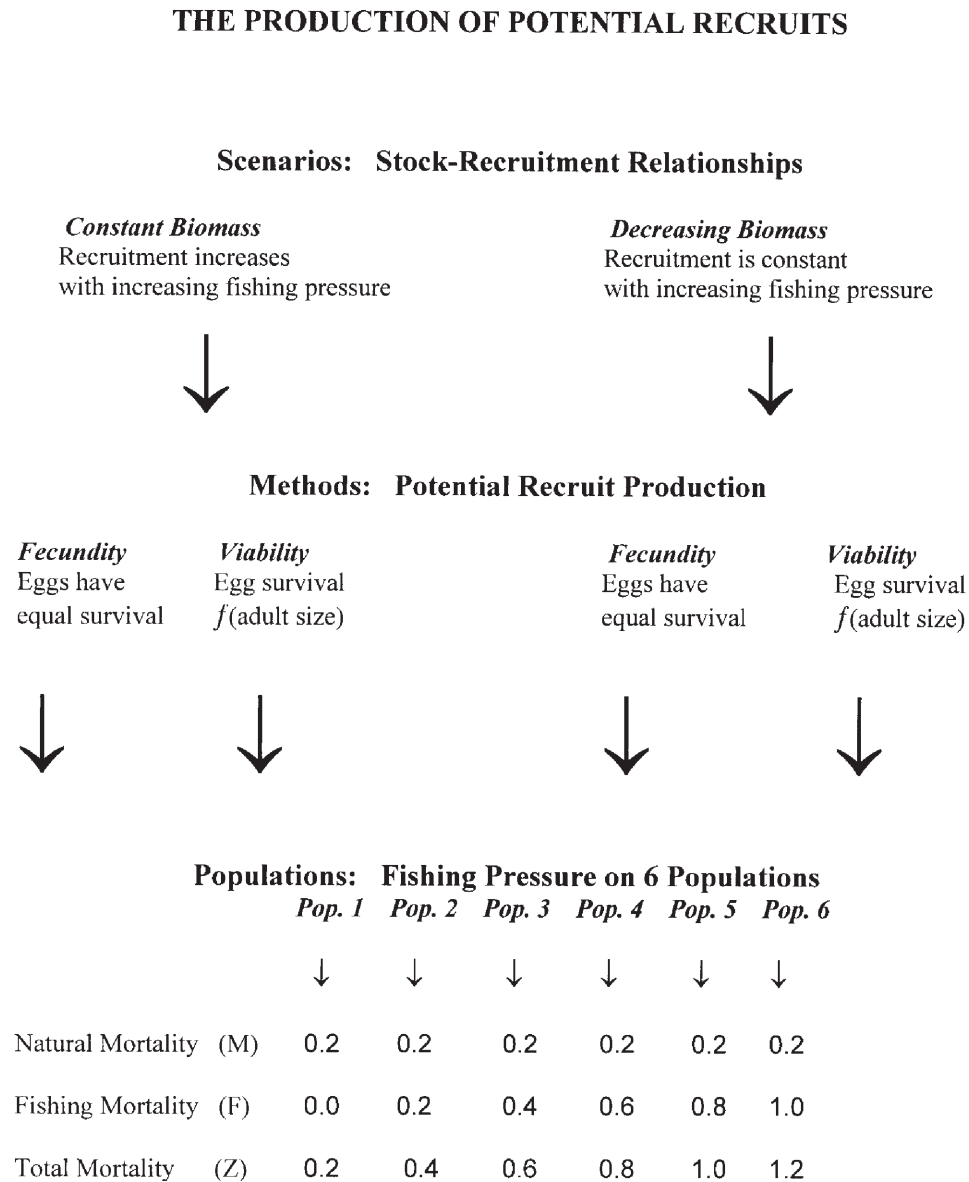 THE PRODUCTION OF POTENTIAL RECRUITS
Scenarios: Stock-Recruitment Relationships
Constant Biomass
Recruitment increases
with increasing fishing pressure
Decreasing Biomass
Recruitment is constant
with increasing fishing pressure
Methods: Potential Recruit Production
Fecundity
Eggs have
equal survival
Viability
Egg survival
f(adult size)
Fecundity
Eggs have
equal survival
Viability
Egg survival
f(adult size)
Populations: Fishing Pressure on 6 Populations
Pop. 1 Pop. 2 Pop. 3 Pop. 4 Pop. 5 Pop. 6
Natural Mortality (M) 0.2 0.2 0.2 0.2 0.2 0.2
Fishing Mortality (F) 0.0 0.2 0.4 0.6 0.8 1.0
Total Mortality (Z) 0.2 0.4 0.6 0.8 1.0 1.2